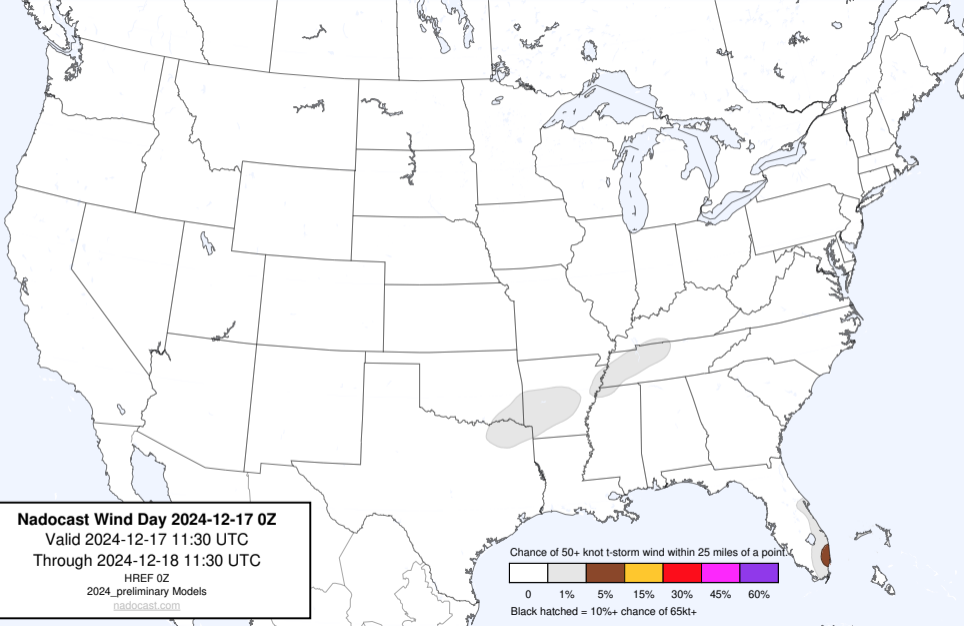 Nadocast Wind Day 2024-12-17 0Z
Valid 2024-12-17 11:30 UTC
Through 2024-12-18 11:30 UTC
HREF 0Z
2024_preliminary Models
nadocast.com
Chance of 50+ knot t-storm wind within 25 miles of a point.
0 1% 5% 15% 30% 45% 60%
Black hatched = 10%+ chance of 65kt+